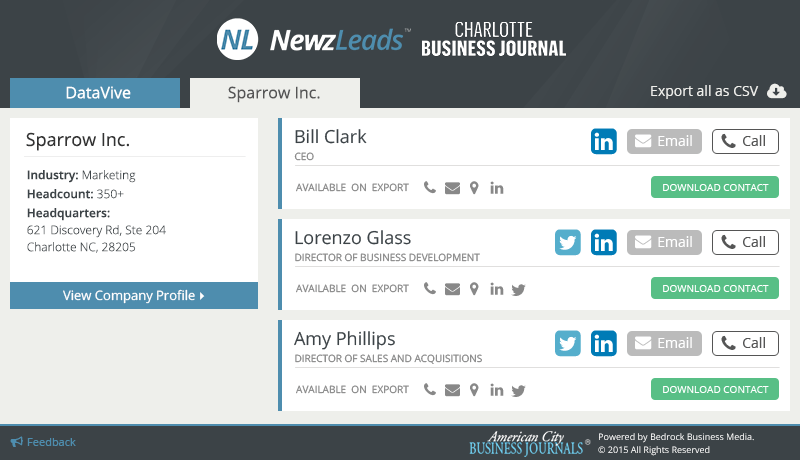 NL NewzLeads™ CHARLOTTE
BUSINESS JOURNAL
DataVive
Sparrow Inc.
Export all as CSV
Sparrow Inc.
Industry: Marketing
Headcount: 350+
Headquarters:
621 Discovery Rd, Ste 204
Charlotte NC, 28205
View Company Profile
Bill Clark
CEO
in Email Call
AVAILABLE ON EXPORT in
DOWNLOAD CONTACT
Lorenzo Glass
DIRECTOR OF BUSINESS DEVELOPMENT
in Email Call
AVAILABLE ON EXPORT in
DOWNLOAD CONTACT
Amy Phillips
DIRECTOR OF SALES AND ACQUISITIONS
in Email Call
AVAILABLE ON EXPORT in
DOWNLOAD CONTACT
Feedback
American City
BUSINESS JOURNALS®
Powered by Bedrock Business Media.
© 2015 All Rights Reserved